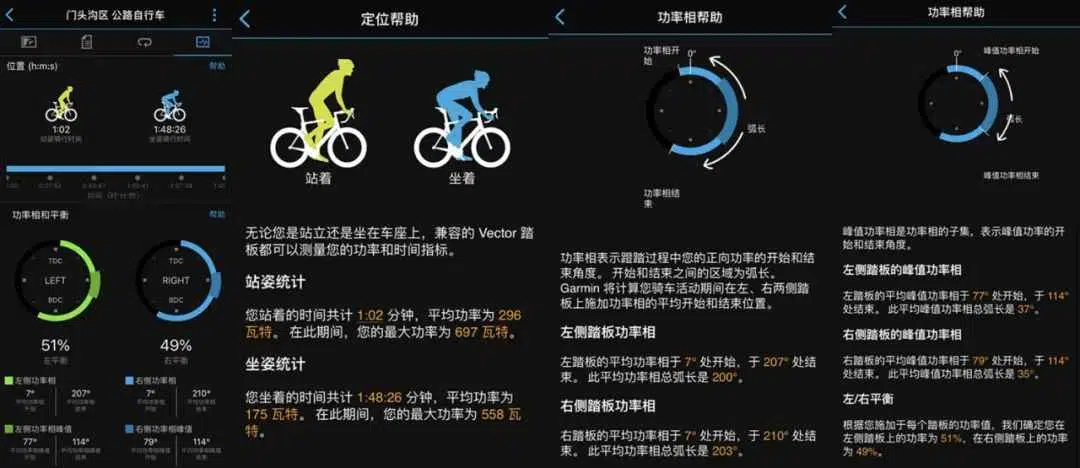 门头沟区 公路自行车
位置 (h:m:s)
帮助
1:02
站姿骑行时间
1:48:26
坐姿骑行时间
时间 (时:分:秒)
功率相和平衡
帮助
TDC
LEFT
BDC
TDC
RIGHT
BDC
51%
左平衡
49%
右平衡
左侧功率相
7°
207°
右侧功率相
7°
210°
左侧功率相峰值
77°
114°
右侧功率相峰值
79°
114°
定位帮助
站着
坐着
无论您是站立还是坐在车座上，兼容的 Vector 踏
板都可以测量您的功率和时间指标。
站姿统计
您站着的时间共计 1:02 分钟，平均功率为 296
瓦特。 在此期间，您的最大功率为 697 瓦特。
坐姿统计
您坐着的时间共计 1:48:26 分钟，平均功率为
175 瓦特。 在此期间，您的最大功率为 558 瓦
特。
功率相帮助
功率相开
始
0°
弧长
功率相结
束
功率相表示蹬踏过程中您的正向功率的开始和结
束角度。 开始和结束之间的区域为弧长。
Garmin 将计算您骑车活动期间在左、右两侧踏
板上施加功率相的平均开始和结束位置。
左侧踏板功率相
左踏板的平均功率相于 7° 处开始，于 207° 处结
束。 此平均功率相总弧长是 200°。
右侧踏板功率相
右踏板的平均功率相于 7° 处开始，于 210° 处结
束。 此平均功率相总弧长是 203°。
功率相帮助
0°
峰值功率相开始
弧长
峰值功率相结束
峰值功率相是功率相的子集，表示峰值功率的开
始和结束角度。
左侧踏板的峰值功率相
左踏板的平均峰值功率相于 77° 处开始，于 114°
处结束。 此平均峰值功率相总弧长是 37°。
右侧踏板的峰值功率相
右踏板的平均峰值功率相于 79° 处开始，于 114°
处结束。 此平均峰值功率相总弧长是 35°。
左/右平衡
根据您施加于每个踏板的功率值，我们确定您在
左侧踏板上的功率为 51%，在右侧踏板上的功率
为 49%。